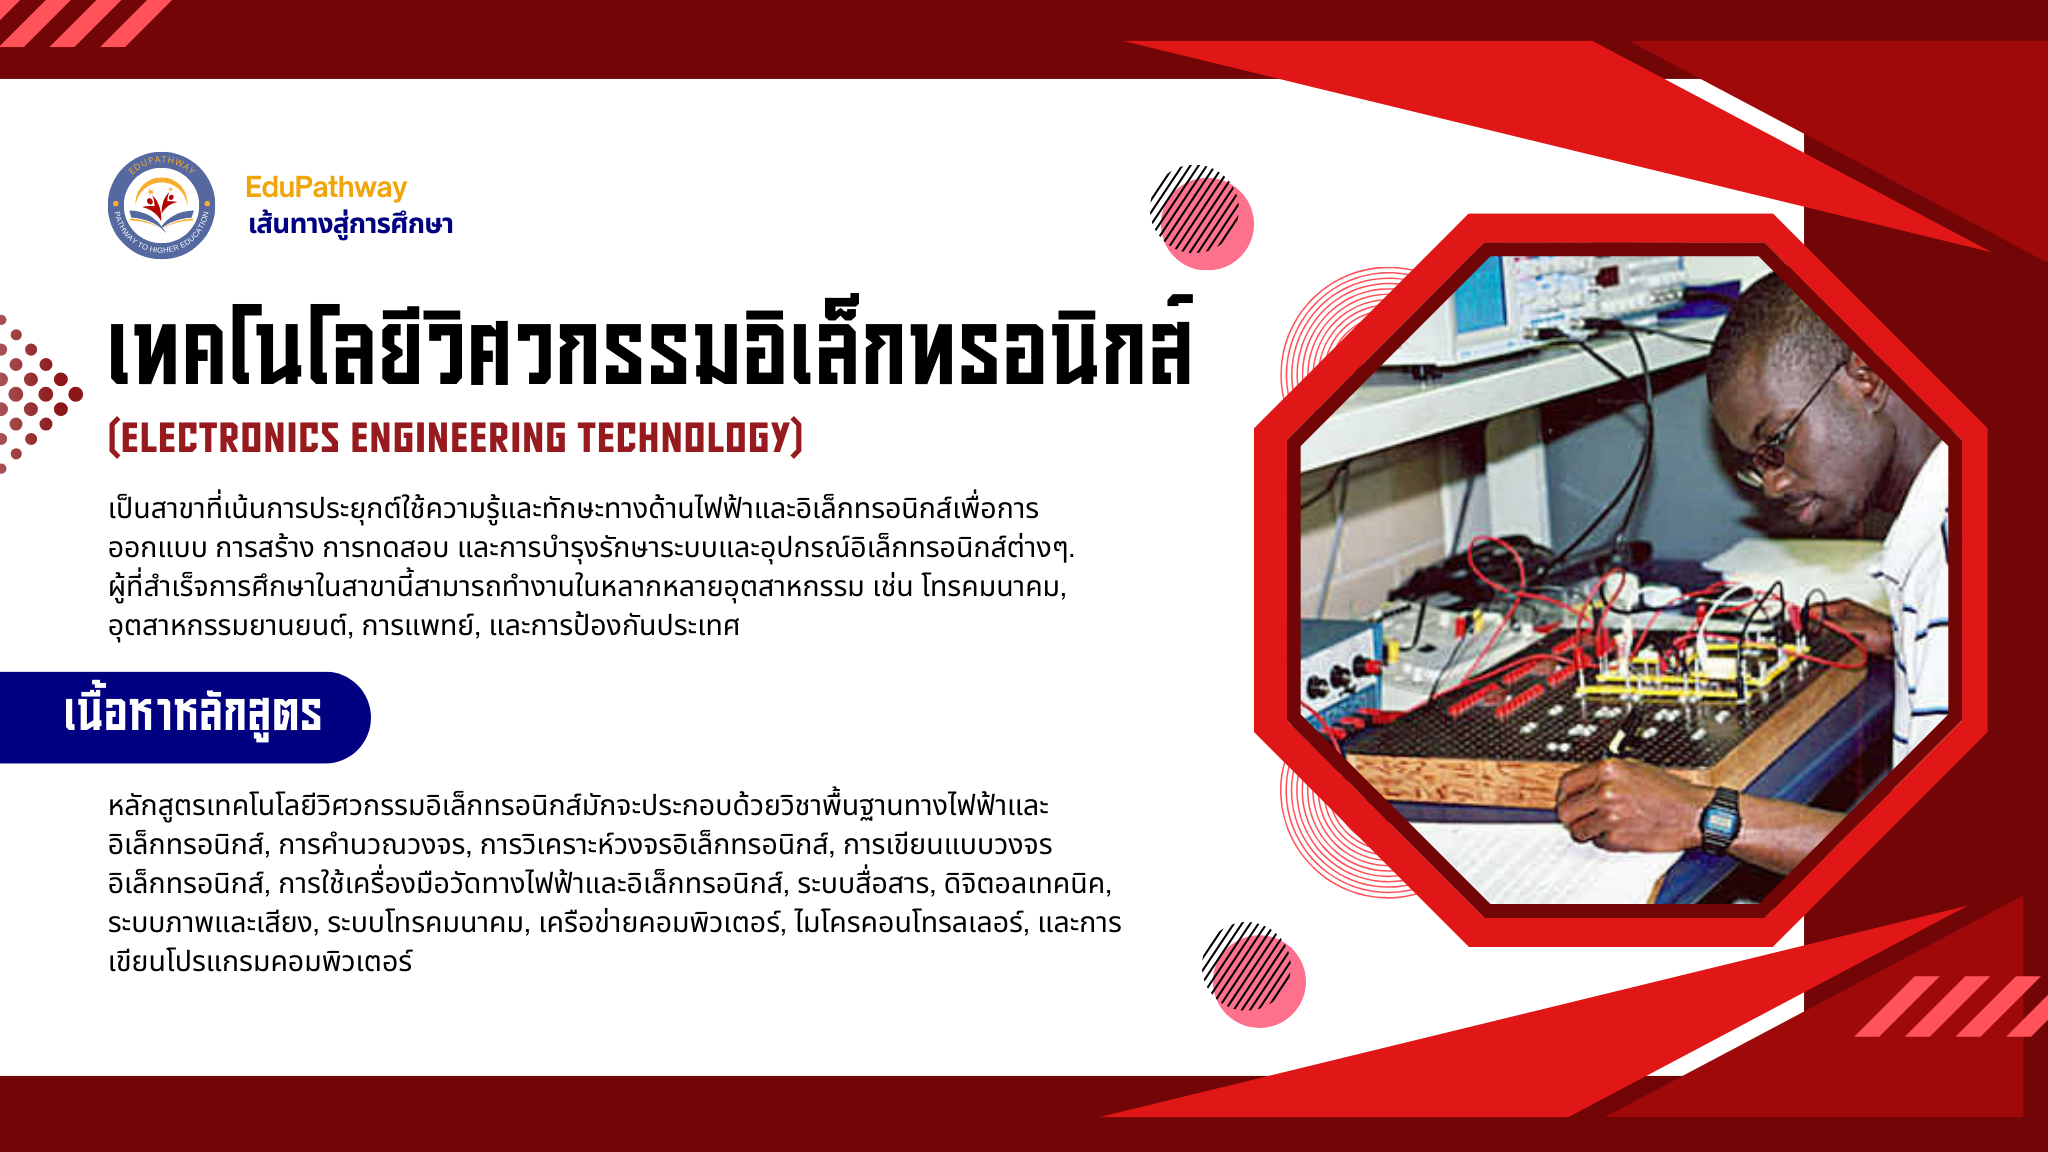 EDUPATHWAY
PATHWAY TO HIGHER EDUCATION
EduPathway
เส้นทางสู่การศึกษา
เทคโนโลยีวิศวกรรมอิเล็กทรอนิกส์
(ELECTRONICS ENGINEERING TECHNOLOGY)
เป็นสาขาที่เน้นการประยุกต์ใช้ความรู้และทักษะทางด้านไฟฟ้าและอิเล็กทรอนิกส์เพื่อการ
ออกแบบ การสร้าง การทดสอบ และการบำรุงรักษาระบบและอุปกรณ์อิเล็กทรอนิกส์ต่างๆ.
ผู้ที่สำเร็จการศึกษาในสาขานี้สามารถทำงานในหลากหลายอุตสาหกรรม เช่น โทรคมนาคม,
อุตสาหกรรมยานยนต์, การแพทย์, และการป้องกันประเทศ
เนื้อหาหลักสูตร
หลักสูตรเทคโนโลยีวิศวกรรมอิเล็กทรอนิกส์มักจะประกอบด้วยวิชาพื้นฐานทางไฟฟ้าและ
อิเล็กทรอนิกส์, การคำนวณวงจร, การวิเคราะห์วงจรอิเล็กทรอนิกส์, การเขียนแบบวงจร
อิเล็กทรอนิกส์, การใช้เครื่องมือวัดทางไฟฟ้าและอิเล็กทรอนิกส์, ระบบสื่อสาร, ดิจิตอลเทคนิค,
ระบบภาพและเสียง, ระบบโทรคมนาคม, เครือข่ายคอมพิวเตอร์, ไมโครคอนโทรลเลอร์, และการ
เขียนโปรแกรมคอมพิวเตอร์